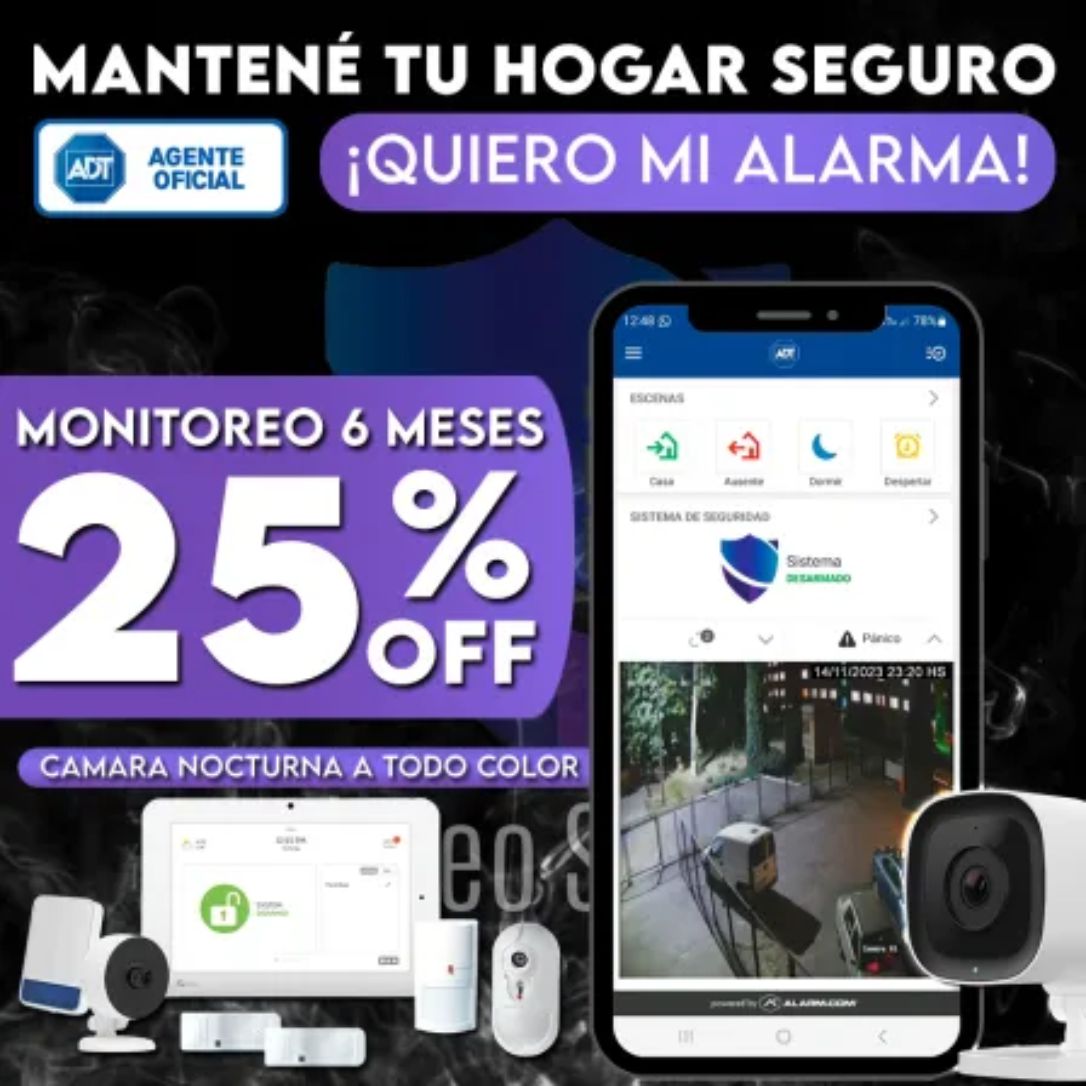 MANTENÉ TU HOGAR SEGURO
ADT
AGENTE
OFICIAL
¡QUIERO MI ALARMA!
MONITOREO 6 MESES
25%
OFF
CAMARA NOCTURNA A TODO COLOR
12:48
78%
ADT
ESCENAS
Casa
Ausente
Dormir
Despertar
SISTEMA DE SEGURIDAD
Sistema
DESARMADO
Pánico
14/11/2023 23:20 HS
powered by ALARM.COM